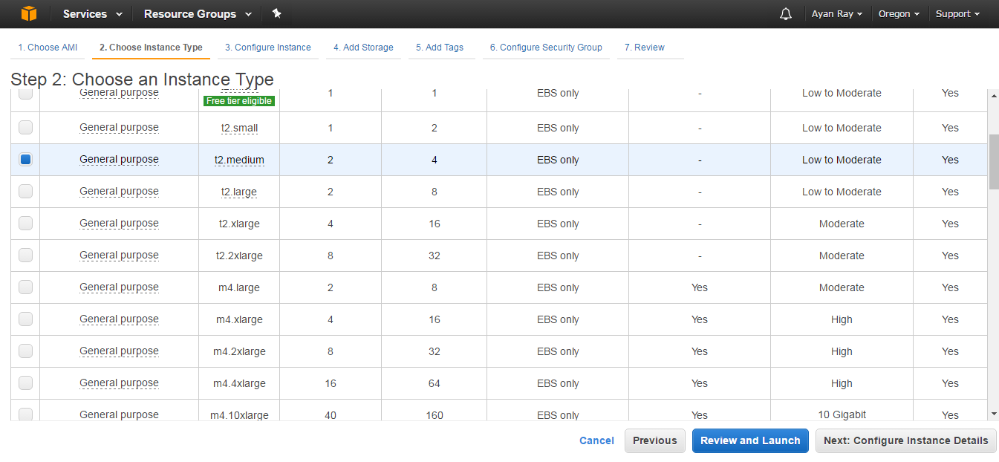 Services Resource Groups Ayan Ray Oregon Support
1. Choose AMI 2. Choose Instance Type 3. Configure Instance 4. Add Storage 5. Add Tags 6. Configure Security Group 7. Review
Step 2: Choose an Instance Type
General purpose 1 1 EBS only - Low to Moderate Yes
Free tier eligible
General purpose t2.small 1 2 EBS only - Low to Moderate Yes
General purpose t2.medium 2 4 EBS only - Low to Moderate Yes
General purpose t2.large 2 8 EBS only - Low to Moderate Yes
General purpose t2.xlarge 4 16 EBS only - Moderate Yes
General purpose t2.2xlarge 8 32 EBS only - Moderate Yes
General purpose m4.large 2 8 EBS only Yes Moderate Yes
General purpose m4.xlarge 4 16 EBS only Yes High Yes
General purpose m4.2xlarge 8 32 EBS only Yes High Yes
General purpose m4.4xlarge 16 64 EBS only Yes High Yes
General purpose m4.10xlarge 40 160 EBS only Yes 10 Gigabit Yes
Cancel Previous Review and Launch Next: Configure Instance Details